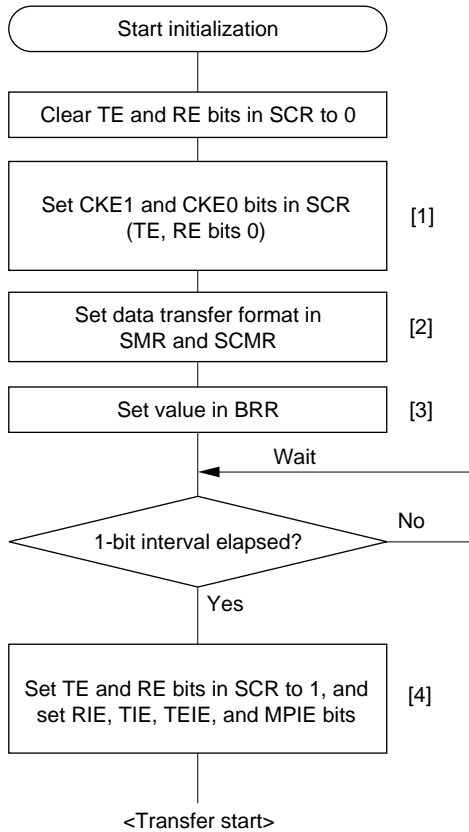 Start initialization
Clear TE and RE bits in SCR to 0
Set CKE1 and CKE0 bits in SCR
(TE, RE bits 0)
[1]
Set data transfer format in
SMR and SCMR
[2]
Set value in BRR
[3]
Wait
1-bit interval elapsed?
No
Yes
Set TE and RE bits in SCR to 1, and
set RIE, TIE, TEIE, and MPIE bits
[4]
<Transfer start>